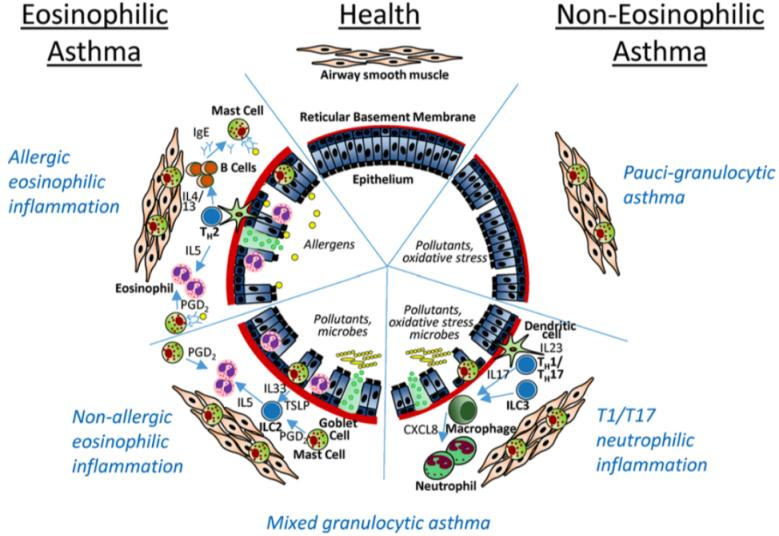 Eosinophilic
Asthma
Health
Non-Eosinophilic
Asthma
Airway smooth muscle
Reticular Basement Membrane
Epithelium
Mast Cell
IgE
B Cells
Allergic
eosinophilic
inflammation
IL4/
13
TH2
IL5
Eosinophil
PGD2
Allergens
Pollutants,
oxidative stress
Pauci-granulocytic
asthma
Pollutants,
microbes
Pollutants,
oxidative stress,
microbes
PGD2
IL5
IL33
TSLP
ILC2
PGD2
Goblet
Cell
Mast Cell
Non-allergic
eosinophilic
inflammation
Dendritic
cell
IL23
TH1/
TH17
IL17
ILC3
CXCL8
Macrophage
Neutrophil
T1/T17
neutrophilic
inflammation
Mixed granulocytic asthma